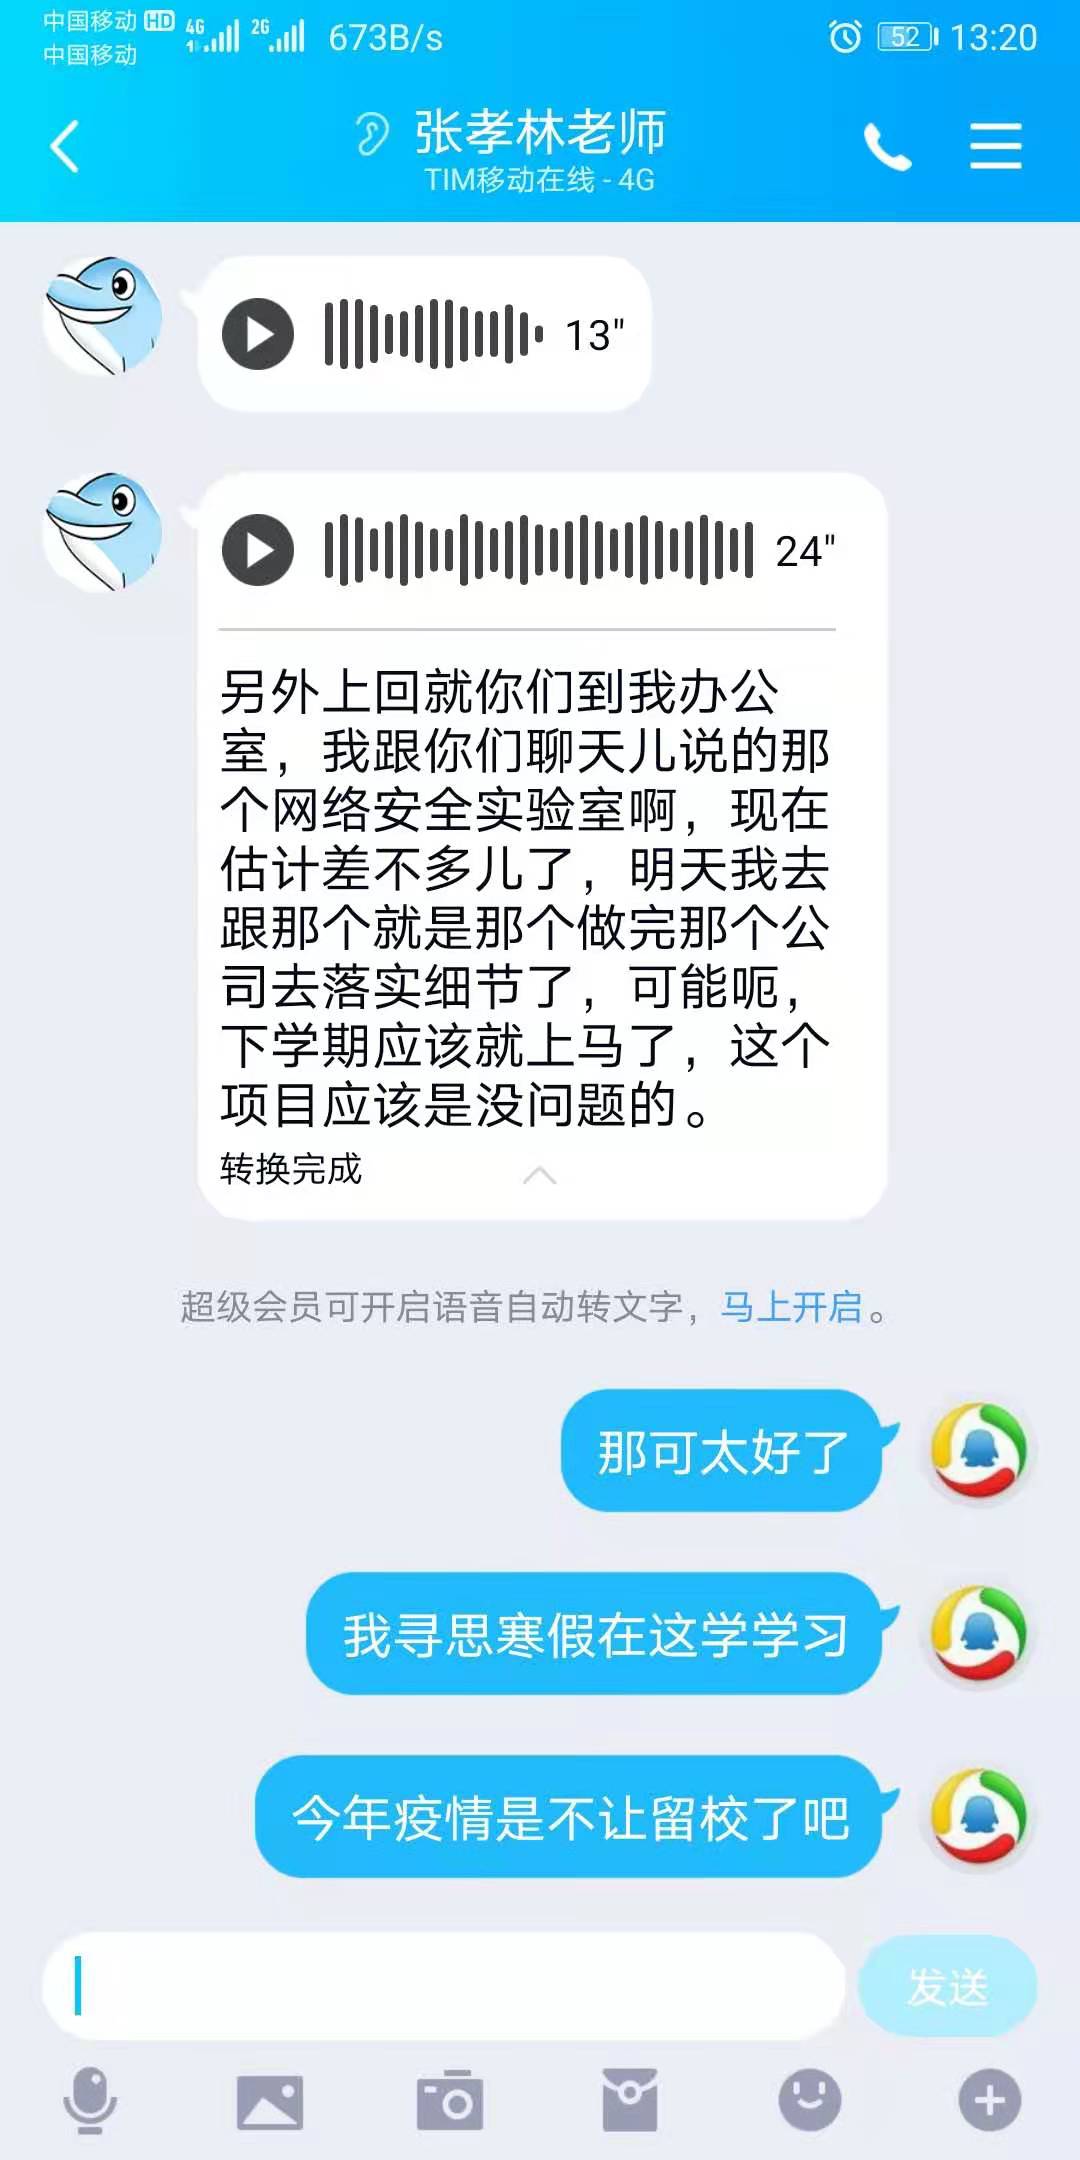 中国移动 HD 4G 2G 673B/s 52 13:20
中国移动
张孝林老师
TIM移动在线 - 4G
13"
24"
另外上回就你们到我办公
室，我跟你们聊天儿说的那
个网络安全实验室啊，现在
估计差不多儿了，明天我去
跟那个就是那个做完那个公
司去落实细节了，可能呃，
下学期应该就上马了，这个
项目应该是没问题的。
转换完成
超级会员可开启语音自动转文字，马上开启。
那可太好了
我寻思寒假在这学学习
今年疫情是不让留校了吧
发送